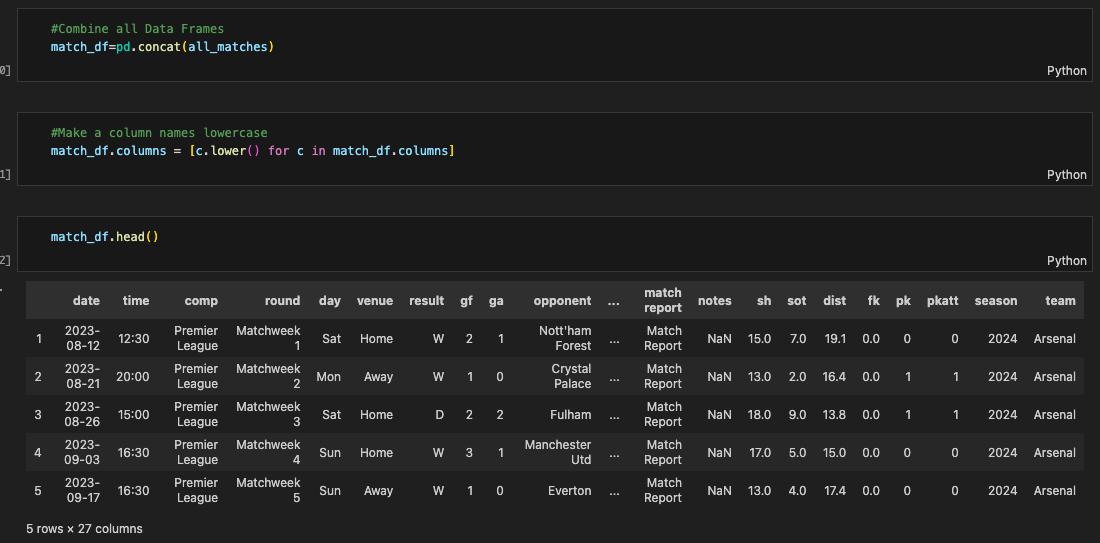 #Combine all Data Frames
match_df=pd.concat(all_matches)
0]
Python
#Make a column names lowercase
match_df.columns = [c.lower() for c in match_df.columns]
1]
Python
match_df.head()
2]
Python
date time comp round day venue result gf ga opponent ... match report notes sh sot dist fk pk pkatt season team
1 2023-08-12 12:30 Premier League Matchweek 1 Sat Home W 2 1 Nott'ham Forest ... Match Report NaN 15.0 7.0 19.1 0.0 0 0 2024 Arsenal
2 2023-08-21 20:00 Premier League Matchweek 2 Mon Away W 1 0 Crystal Palace ... Match Report NaN 13.0 2.0 16.4 0.0 1 1 2024 Arsenal
3 2023-08-26 15:00 Premier League Matchweek 3 Sat Home D 2 2 Fulham ... Match Report NaN 18.0 9.0 13.8 0.0 1 1 2024 Arsenal
4 2023-09-03 16:30 Premier League Matchweek 4 Sun Home W 3 1 Manchester Utd ... Match Report NaN 17.0 5.0 15.0 0.0 0 0 2024 Arsenal
5 2023-09-17 16:30 Premier League Matchweek 5 Sun Away W 1 0 Everton ... Match Report NaN 13.0 4.0 17.4 0.0 0 0 2024 Arsenal
5 rows × 27 columns